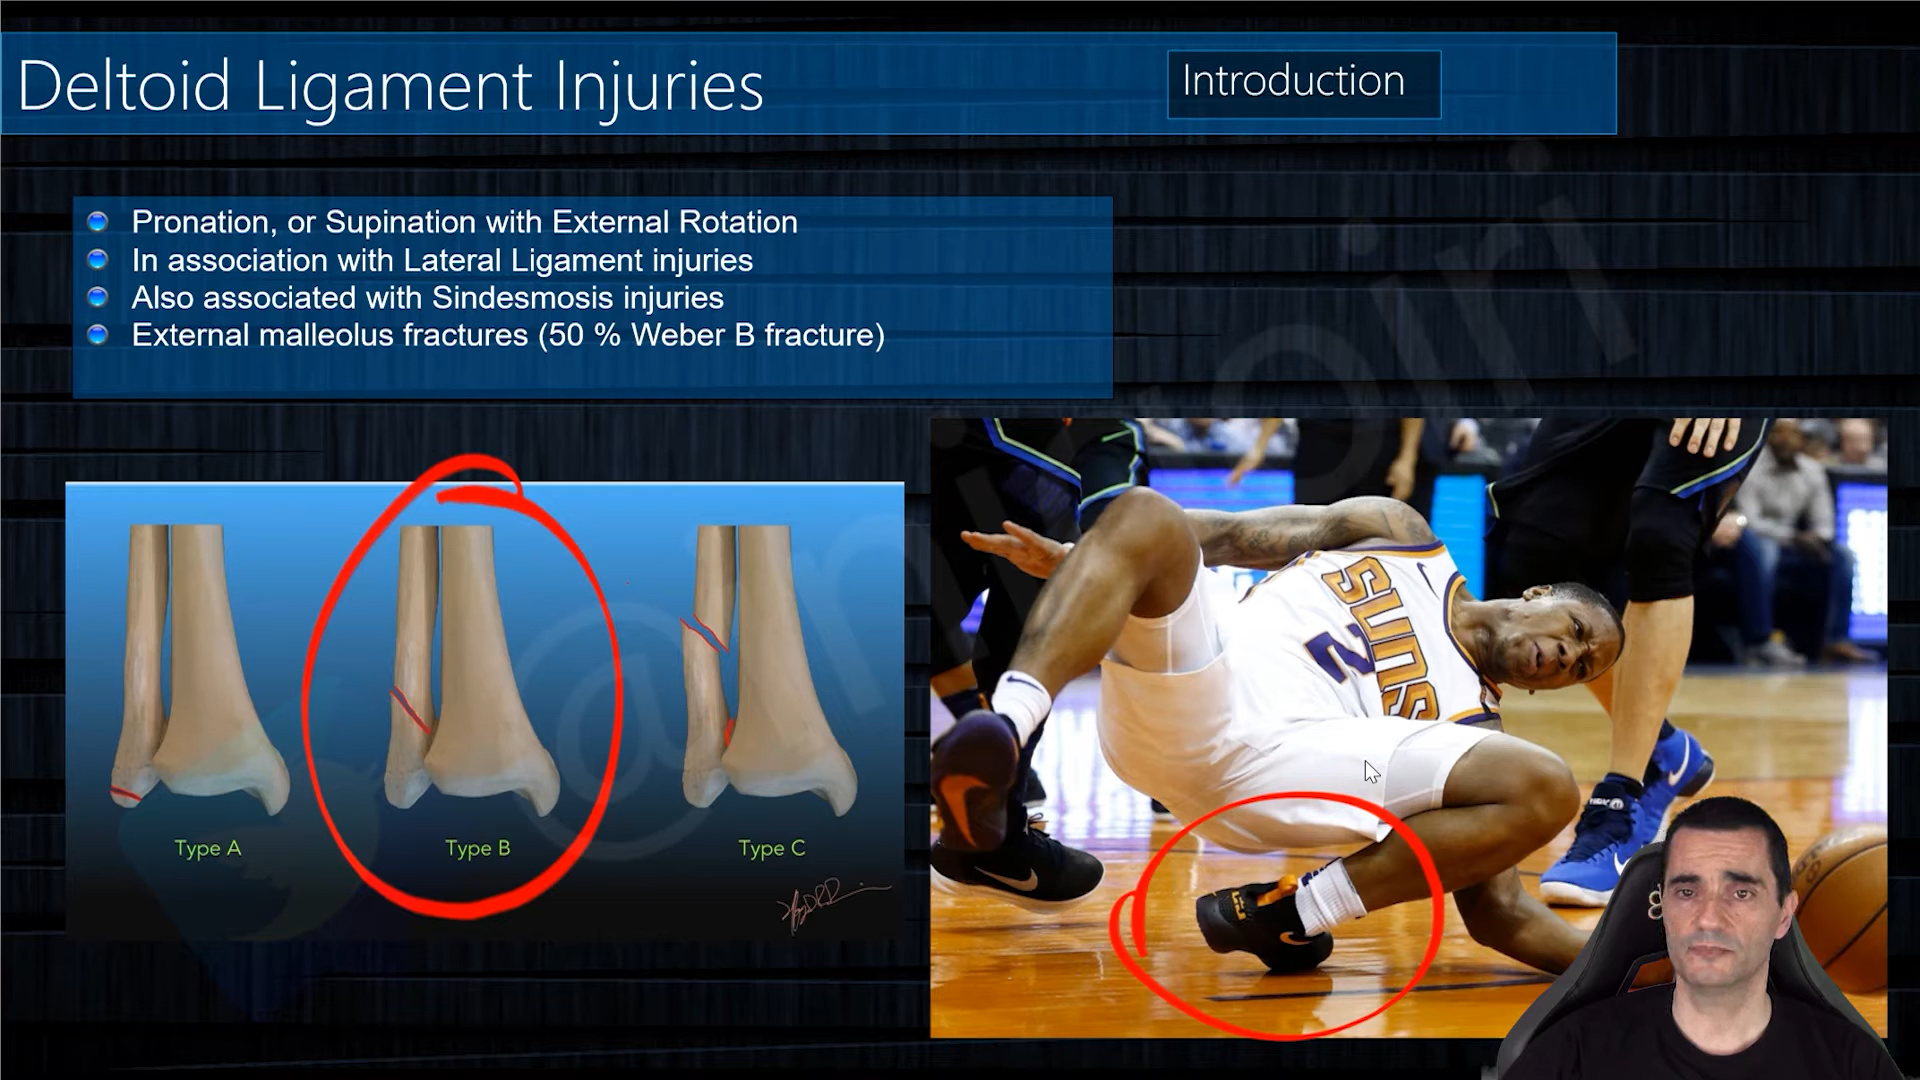 Deltoid Ligament Injuries
Introduction
Pronation, or Supination with External Rotation
In association with Lateral Ligament injuries
Also associated with Sindesmosis injuries
External malleolus fractures (50 % Weber B fracture)
Type A
Type B
Type C
SUNS
2